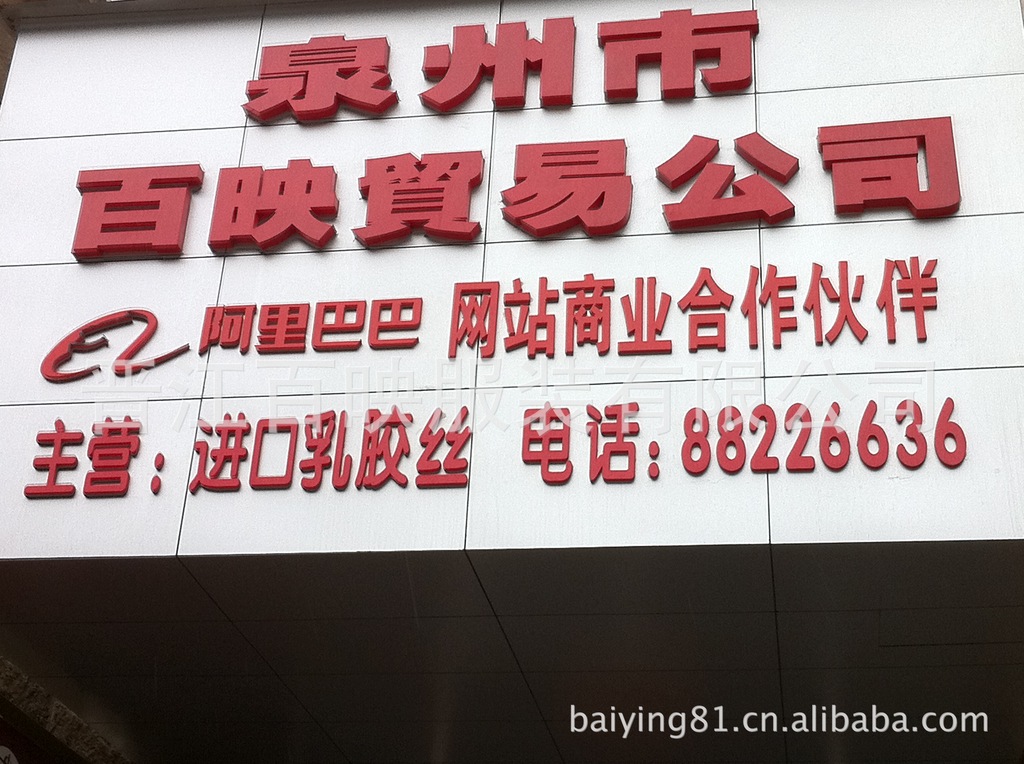 泉州市
百映貿易公司
阿里巴巴 网站商业合作伙伴
晋江百映服装有限公司
主营：进口乳胶丝 电话：88226636
baiying81.cn.alibaba.com